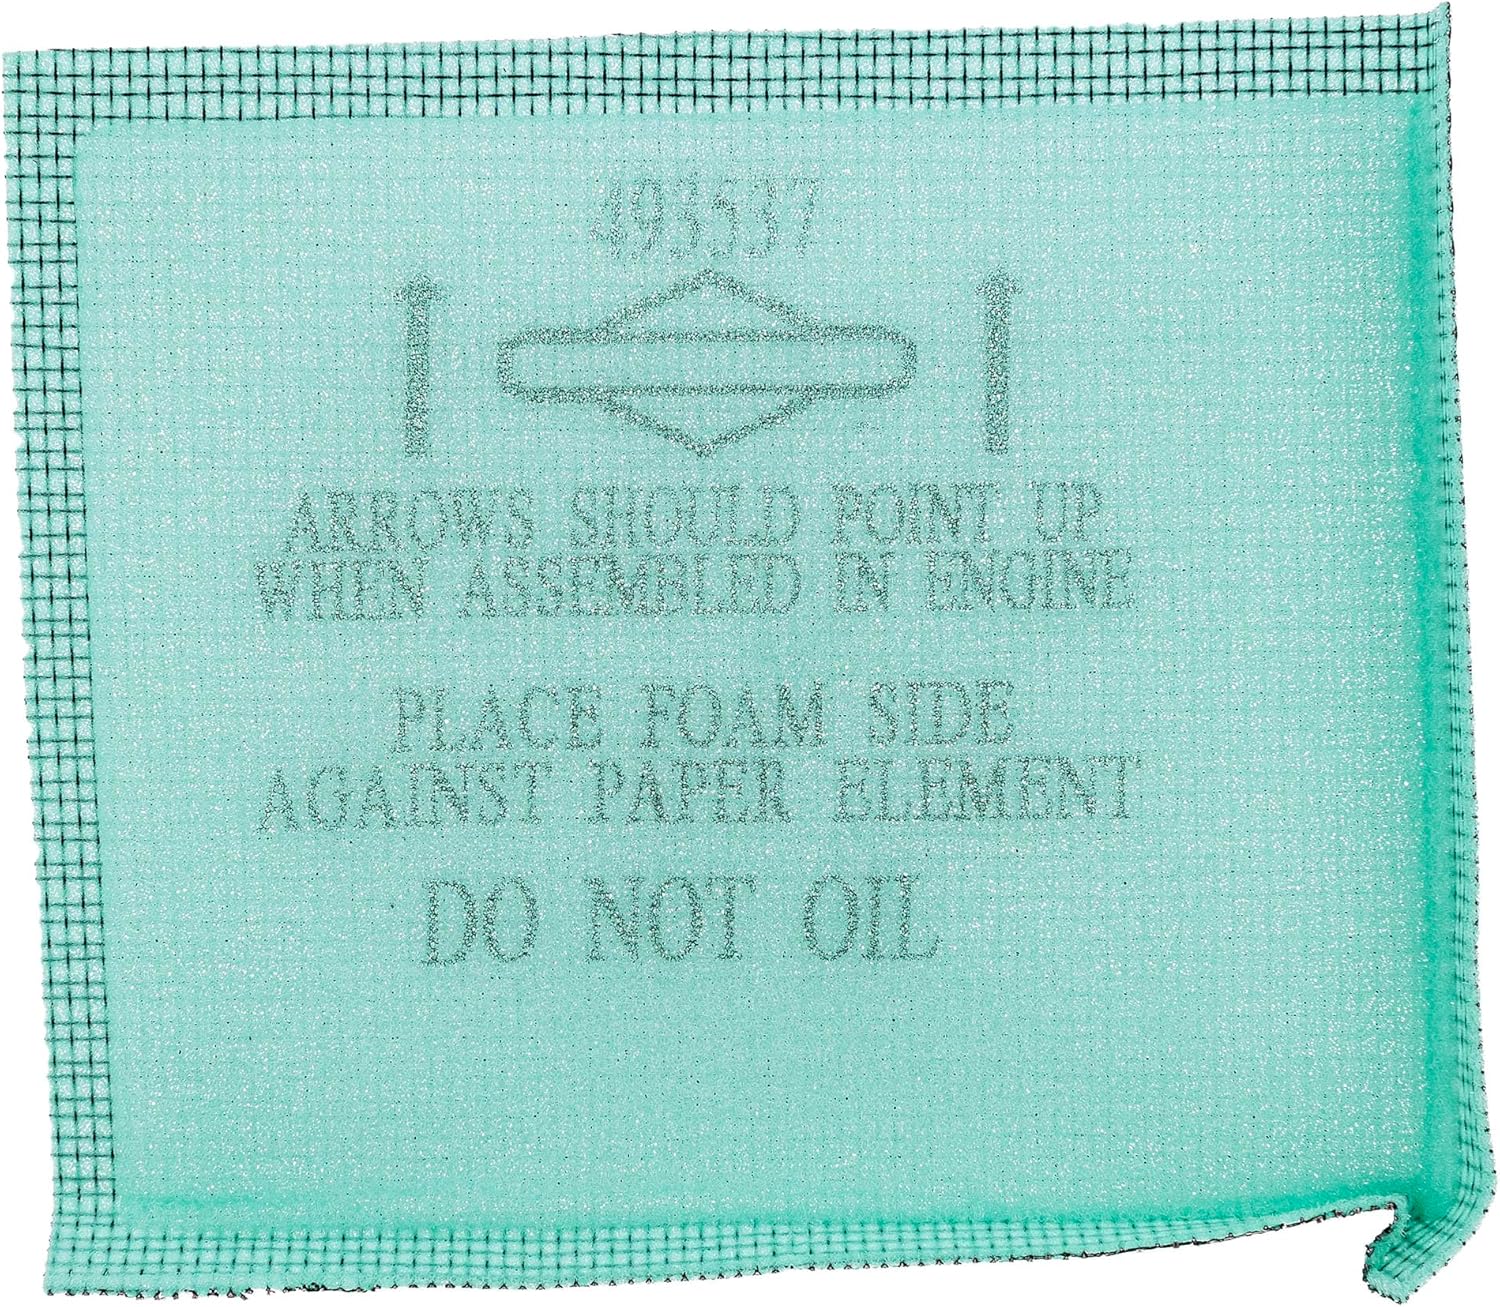 493537
ARROWS SHOULD POINT UP
WHEN ASSEMBLED IN ENGINE
PLACE FOAM SIDE
AGAINST PAPER ELEMENT
DO NOT OIL